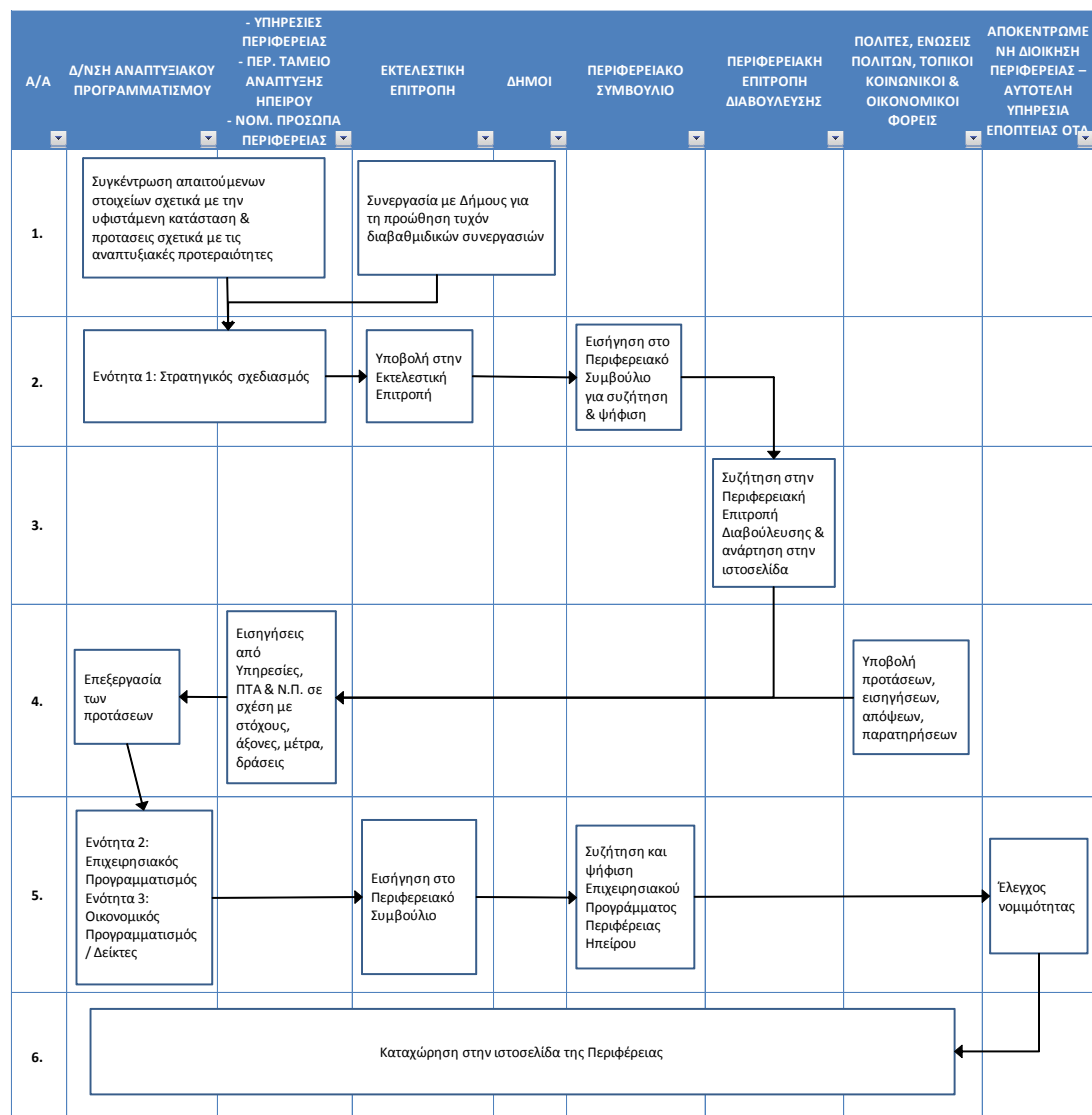 Α/Α
Δ/ΝΣΗ ΑΝΑΠΤΥΞΙΑΚΟΥ
ΠΡΟΓΡΑΜΜΑΤΙΣΜΟΥ
- ΥΠΗΡΕΣΙΕΣ
ΠΕΡΙΦΕΡΕΙΑΣ
- ΠΕΡ. ΤΑΜΕΙΟ
ΑΝΑΠΤΥΞΗΣ
ΗΠΕΙΡΟΥ
- ΝΟΜ. ΠΡΟΣΩΠΑ
ΠΕΡΙΦΕΡΕΙΑΣ
ΕΚΤΕΛΕΣΤΙΚΗ
ΕΠΙΤΡΟΠΗ
ΔΗΜΟΙ
ΠΕΡΙΦΕΡΕΙΑΚΟ
ΣΥΜΒΟΥΛΙΟ
ΠΕΡΙΦΕΡΕΙΑΚΗ
ΕΠΙΤΡΟΠΗ
ΔΙΑΒΟΥΛΕΥΣΗΣ
ΠΟΛΙΤΕΣ, ΕΝΩΣΕΙΣ
ΠΟΛΙΤΩΝ, ΤΟΠΙΚΟΙ
ΚΟΙΝΩΝΙΚΟΙ &
ΟΙΚΟΝΟΜΙΚΟΙ
ΦΟΡΕΙΣ
ΑΠΟΚΕΝΤΡΩΜΕ
ΝΗ ΔΙΟΙΚΗΣΗ
ΠΕΡΙΦΕΡΕΙΑΣ –
ΑΥΤΟΤΕΛΗ
ΥΠΗΡΕΣΙΑ
ΕΠΟΠΤΕΙΑΣ ΟΤΑ
1.
Συγκέντρωση απαιτούμενων
στοιχείων σχετικά με την
υφιστάμενη κατάσταση &
προτασεις σχετικά με τις
αναπτυξιακές προτεραιότητες
Συνεργασία με Δήμους για
τη προώθηση τυχόν
διαβαθμιδικών συνεργασιών
2.
Ενότητα 1: Στρατηγικός σχεδιασμός
Υποβολή στην
Εκτελεστική
Επιτροπή
Εισήγηση στο
Περιφερειακό
Συμβούλιο
για συζήτηση
& ψήφιση
3.
Συζήτηση στην
Περιφερειακή
Επιτροπή
Διαβούλευσης &
ανάρτηση στην
ιστοσελίδα
4.
Επεξεργασία
των
προτάσεων
Εισηγήσεις
από
Υπηρεσίες,
ΠΤΑ & Ν.Π. σε
σχέση με
στόχους,
άξονες, μέτρα,
δράσεις
Υποβολή
προτάσεων,
εισηγήσεων,
απόψεων,
παρατηρήσεων
5.
Ενότητα 2:
Επιχειρησιακός
Προγραμματισμός
Ενότητα 3:
Οικονομικός
Προγραμματισμός
/ Δείκτες
Εισήγηση στο
Περιφερειακό
Συμβούλιο
Συζήτηση και
ψήφιση
Επιχειρησιακού
Προγράμματος
Περιφέρειας
Ηπείρου
Έλεγχος
νομιμότητας
6.
Καταχώρηση στην ιστοσελίδα της Περιφέρειας